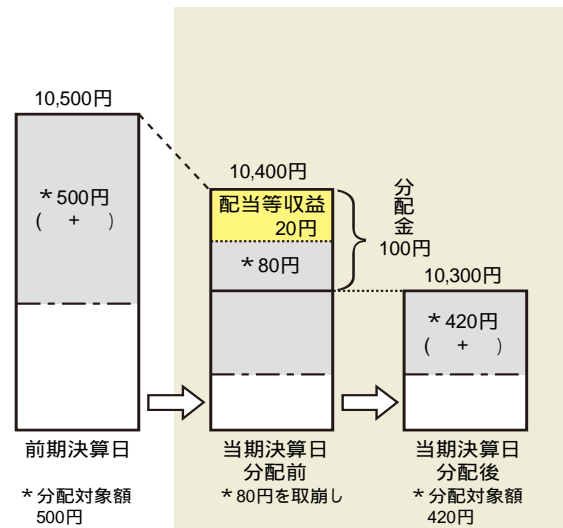 10,500円
*500円
( + )
10,400円
配当等収益
20円
*80円
分配金
100円
10,300円
*420円
( + )
前期決算日
*分配対象額
500円
当期決算日
分配前
*80円を取崩し
当期決算日
分配後
*分配対象額
420円